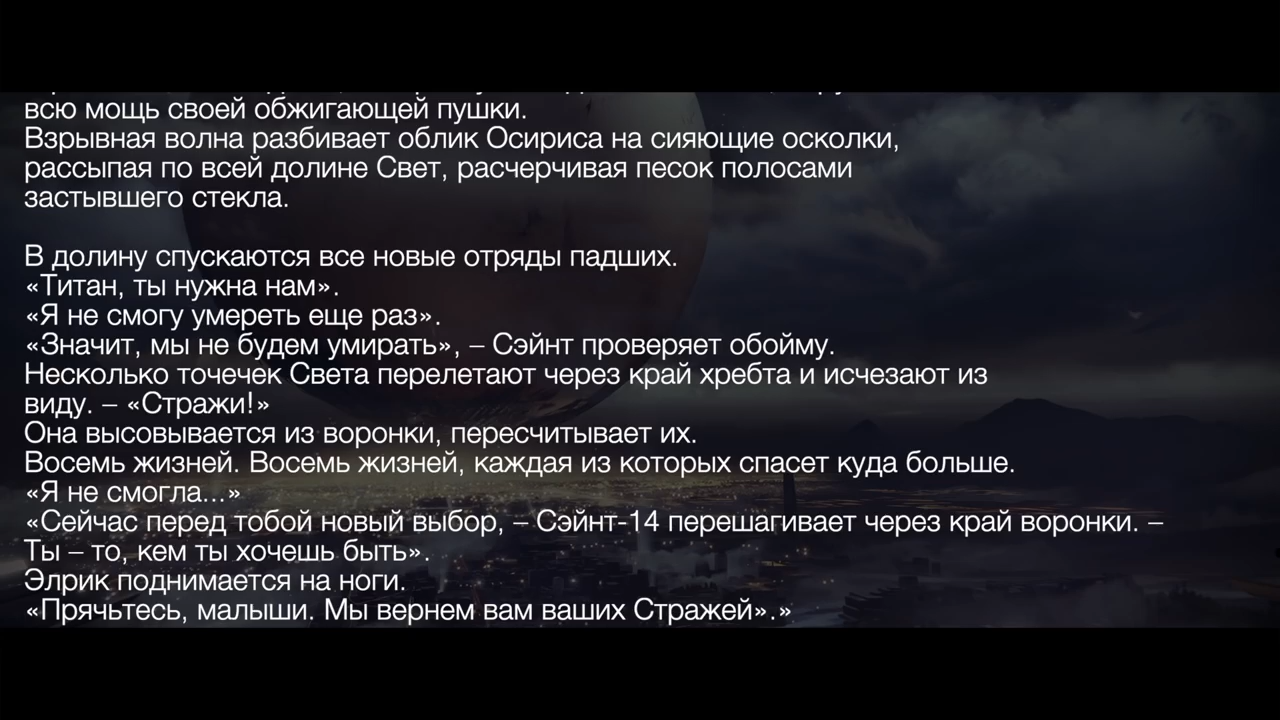 всю мощь своей обжигающей пушки.
Взрывная волна разбивает облик Осириса на сияющие осколки,
рассыпая по всей долине Свет, расчерчивая песок полосами
застывшего стекла.
В долину спускаются все новые отряды падших.
«Титан, ты нужна нам».
«Я не смогу умереть еще раз».
«Значит, мы не будем умирать», – Сэйнт проверяет обойму.
Несколько точечек Света перелетают через край хребта и исчезают из
виду. – «Стражи!»
Она высовывается из воронки, пересчитывает их.
Восемь жизней. Восемь жизней, каждая из которых спасет куда больше.
«Я не смогла...»
«Сейчас перед тобой новый выбор, – Сэйнт-14 перешагивает через край воронки. –
Ты – то, кем ты хочешь быть».
Элрик поднимается на ноги.
«Прячьтесь, малыши. Мы вернем вам ваших Стражей».»